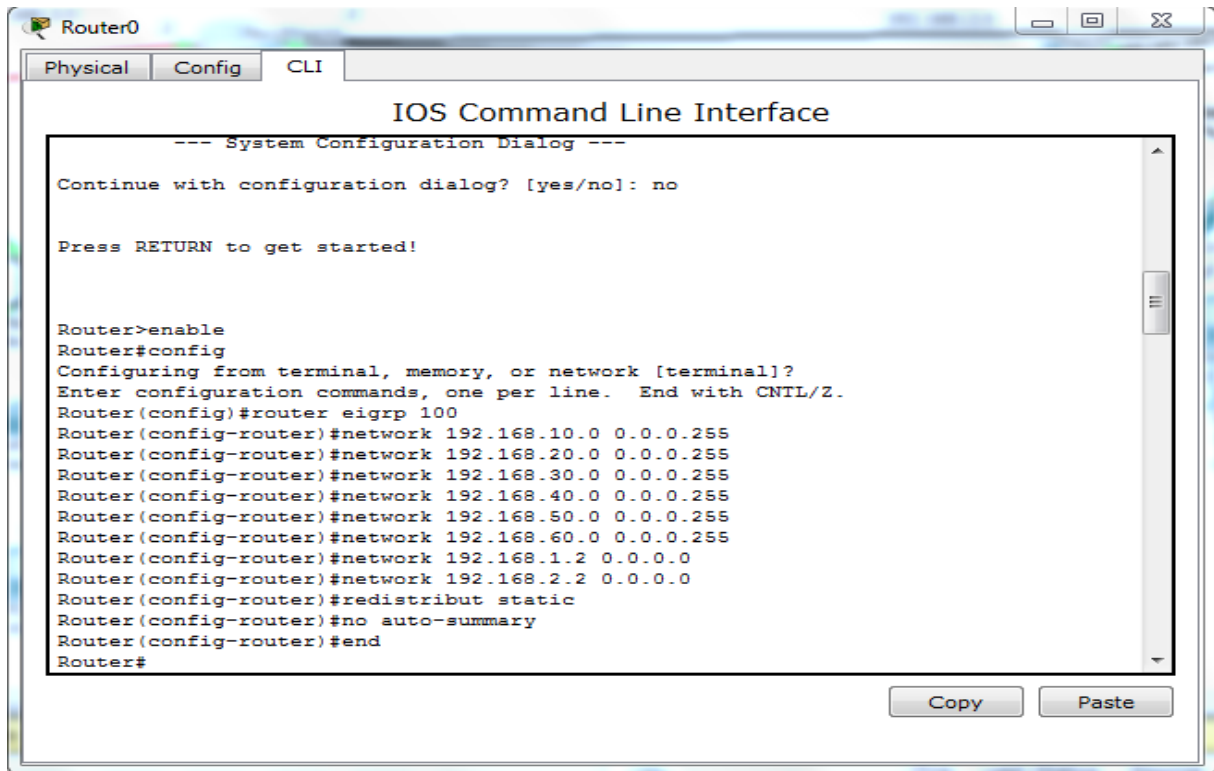 Router0
Physical Config CLI
IOS Command Line Interface
--- System Configuration Dialog ---
Continue with configuration dialog? [yes/no]: no
Press RETURN to get started!
Router>enable
Router#config
Configuring from terminal, memory, or network [terminal]?
Enter configuration commands, one per line.  End with CNTL/Z.
Router(config)#router eigrp 100
Router(config-router)#network 192.168.10.0 0.0.0.255
Router(config-router)#network 192.168.20.0 0.0.0.255
Router(config-router)#network 192.168.30.0 0.0.0.255
Router(config-router)#network 192.168.40.0 0.0.0.255
Router(config-router)#network 192.168.50.0 0.0.0.255
Router(config-router)#network 192.168.60.0 0.0.0.255
Router(config-router)#network 192.168.1.2 0.0.0.0
Router(config-router)#network 192.168.2.2 0.0.0.0
Router(config-router)#redistribut static
Router(config-router)#no auto-summary
Router(config-router)#end
Router#
Copy Paste